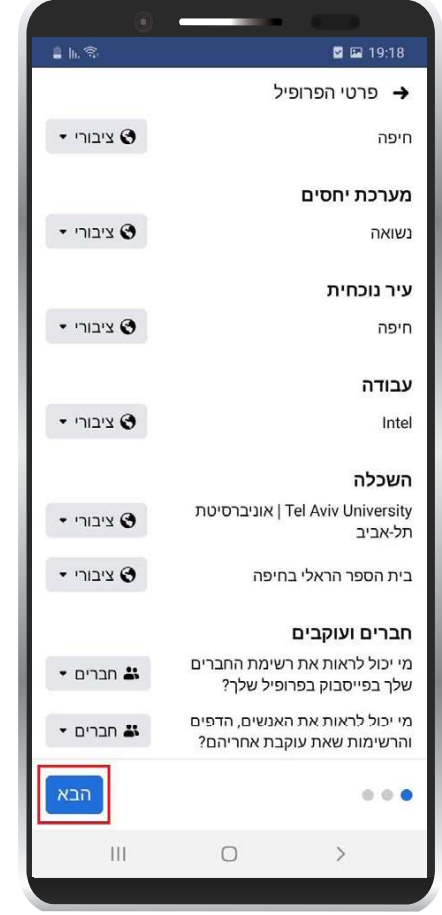 19:18
פרטי הפרופיל
חיפה
ציבורי
מערכת יחסים
נשואה
ציבורי
עיר נוכחית
חיפה
ציבורי
עבודה
Intel
ציבורי
השכלה
Tel Aviv University | אוניברסיטת
תל-אביב
ציבורי
בית הספר הראלי בחיפה
ציבורי
חברים ועוקבים
מי יכול לראות את רשימת החברים
שלך בפייסבוק בפרופיל שלך?
חברים
מי יכול לראות את האנשים, הדפים
והרשימות שאת עוקבת אחריהם?
חברים
הבא